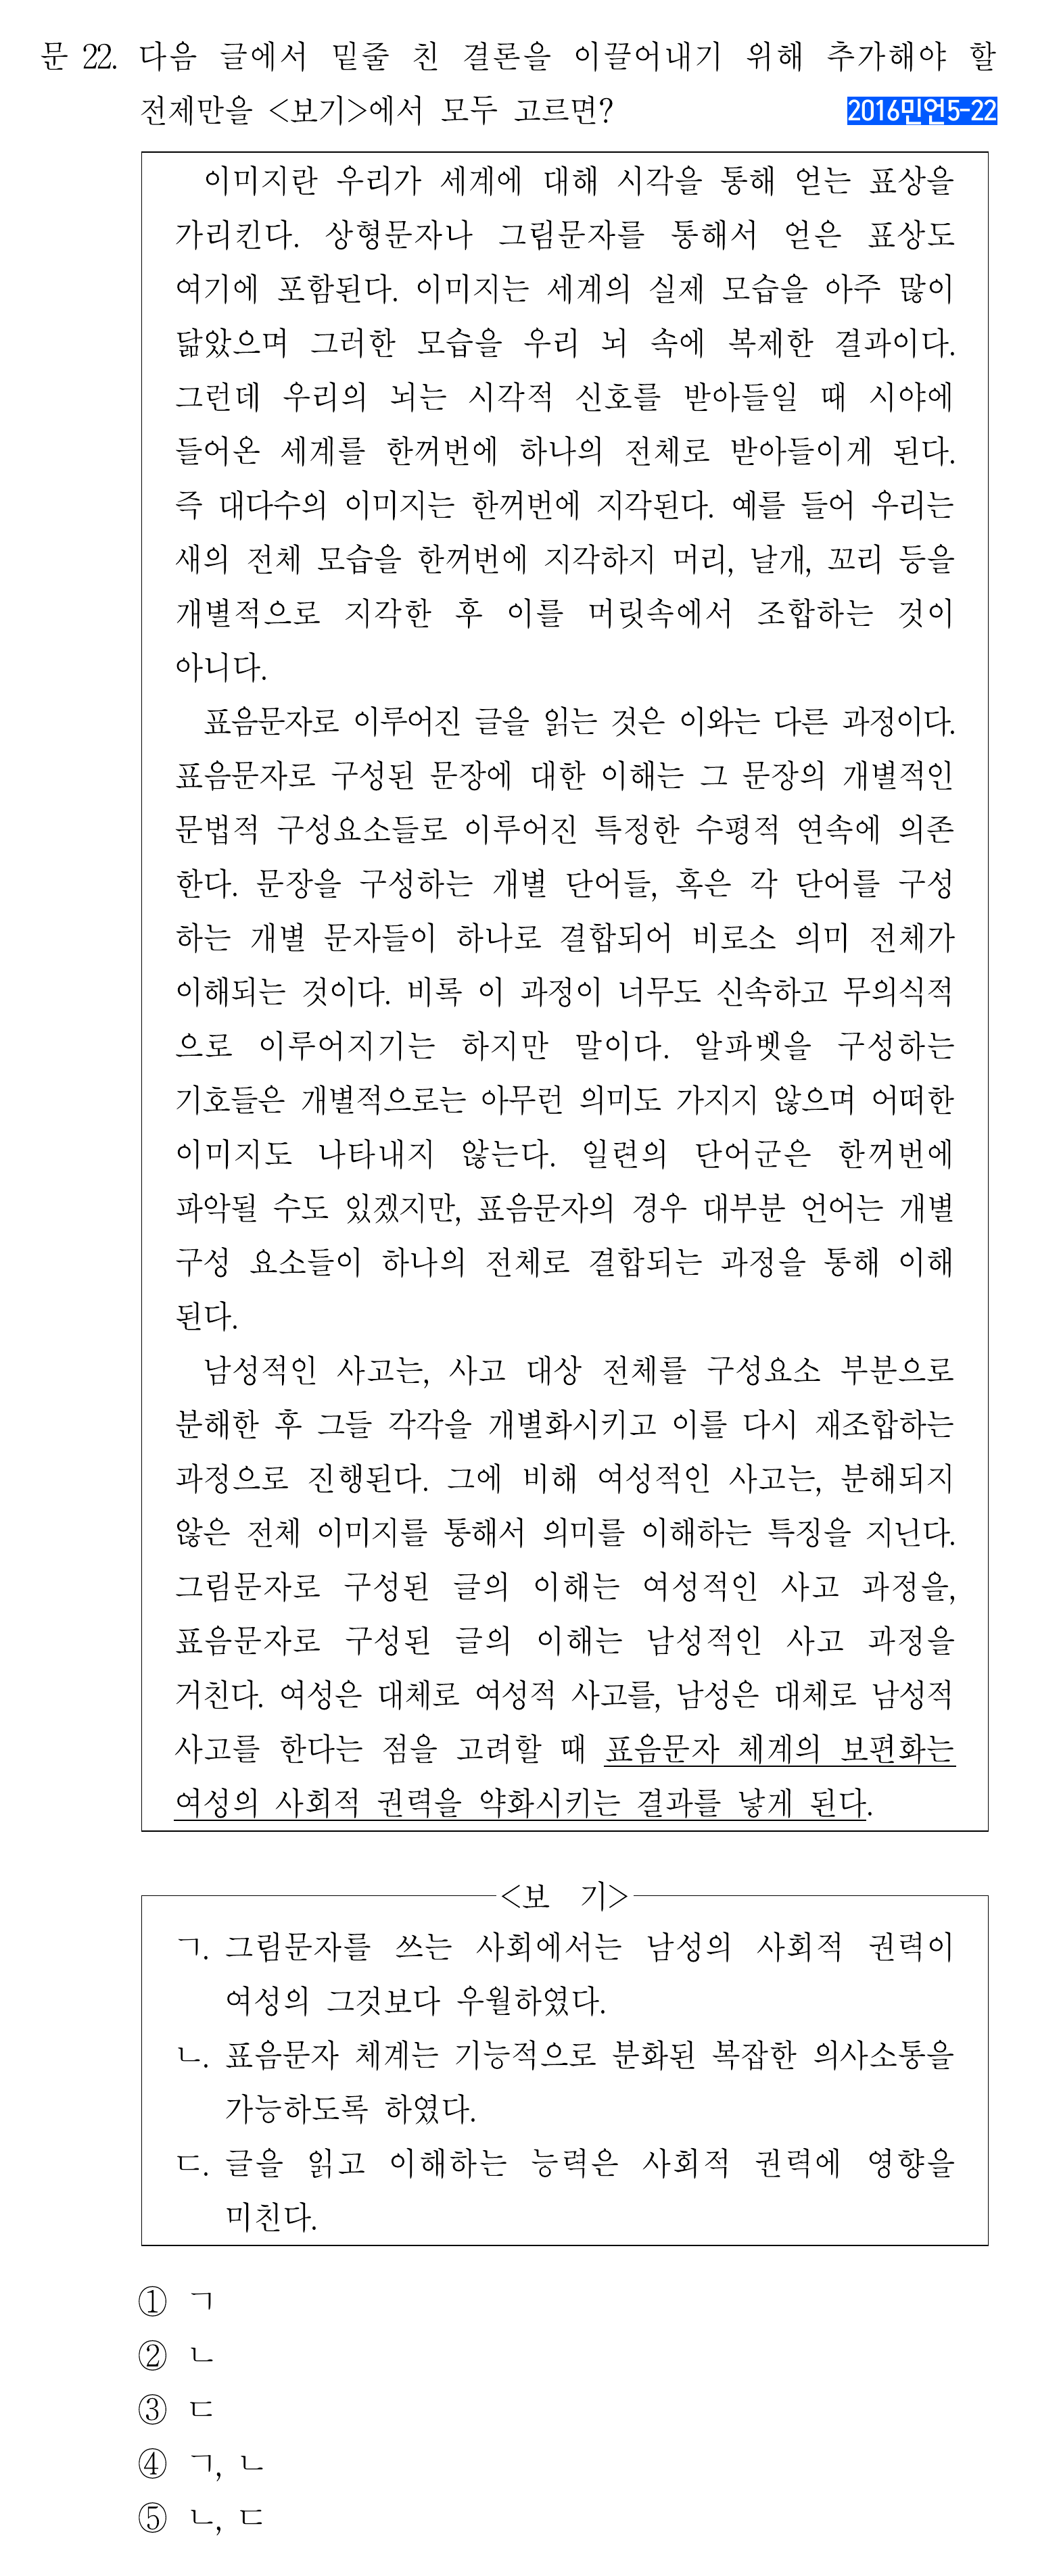 문 22. 다음 글에서 밑줄 친 결론을 이끌어내기 위해 추가해야 할
전제만을 <보기>에서 모두 고르면?
2016민언5-22
이미지란 우리가 세계에 대해 시각을 통해 얻는 표상을
가리킨다. 상형문자나 그림문자를 통해서 얻은 표상도
여기에 포함된다. 이미지는 세계의 실제 모습을 아주 많이
닮았으며 그러한 모습을 우리 뇌 속에 복제한 결과이다.
그런데 우리의 뇌는 시각적 신호를 받아들일 때 시야에
들어온 세계를 한꺼번에 하나의 전체로 받아들이게 된다.
즉 대다수의 이미지는 한꺼번에 지각된다. 예를 들어 우리는
새의 전체 모습을 한꺼번에 지각하지 머리, 날개, 꼬리 등을
개별적으로 지각한 후 이를 머릿속에서 조합하는 것이
아니다.
표음문자로 이루어진 글을 읽는 것은 이와는 다른 과정이다.
표음문자로 구성된 문장에 대한 이해는 그 문장의 개별적인
문법적 구성요소들로 이루어진 특정한 수평적 연속에 의존
한다. 문장을 구성하는 개별 단어들, 혹은 각 단어를 구성
하는 개별 문자들이 하나로 결합되어 비로소 의미 전체가
이해되는 것이다. 비록 이 과정이 너무도 신속하고 무의식적
으로 이루어지기는 하지만 말이다. 알파벳을 구성하는
기호들은 개별적으로는 아무런 의미도 가지지 않으며 어떠한
이미지도 나타내지 않는다. 일련의 단어군은 한꺼번에
파악될 수도 있겠지만, 표음문자의 경우 대부분 언어는 개별
구성 요소들이 하나의 전체로 결합되는 과정을 통해 이해
된다.
남성적인 사고는, 사고 대상 전체를 구성요소 부분으로
분해한 후 그들 각각을 개별화시키고 이를 다시 재조합하는
과정으로 진행된다. 그에 비해 여성적인 사고는, 분해되지
않은 전체 이미지를 통해서 의미를 이해하는 특징을 지닌다.
그림문자로 구성된 글의 이해는 여성적인 사고 과정을,
표음문자로 구성된 글의 이해는 남성적인 사고 과정을
거친다. 여성은 대체로 여성적 사고를, 남성은 대체로 남성적
사고를 한다는 점을 고려할 때 표음문자 체계의 보편화는
여성의 사회적 권력을 약화시키는 결과를 낳게 된다.
<보 기>
ㄱ. 그림문자를 쓰는 사회에서는 남성의 사회적 권력이
여성의 그것보다 우월하였다.
ㄴ. 표음문자 체계는 기능적으로 분화된 복잡한 의사소통을
가능하도록 하였다.
ㄷ. 글을 읽고 이해하는 능력은 사회적 권력에 영향을
미친다.
① ㄱ
② ㄴ
③ ㄷ
④ ㄱ, ㄴ
⑤ ㄴ, ㄷ